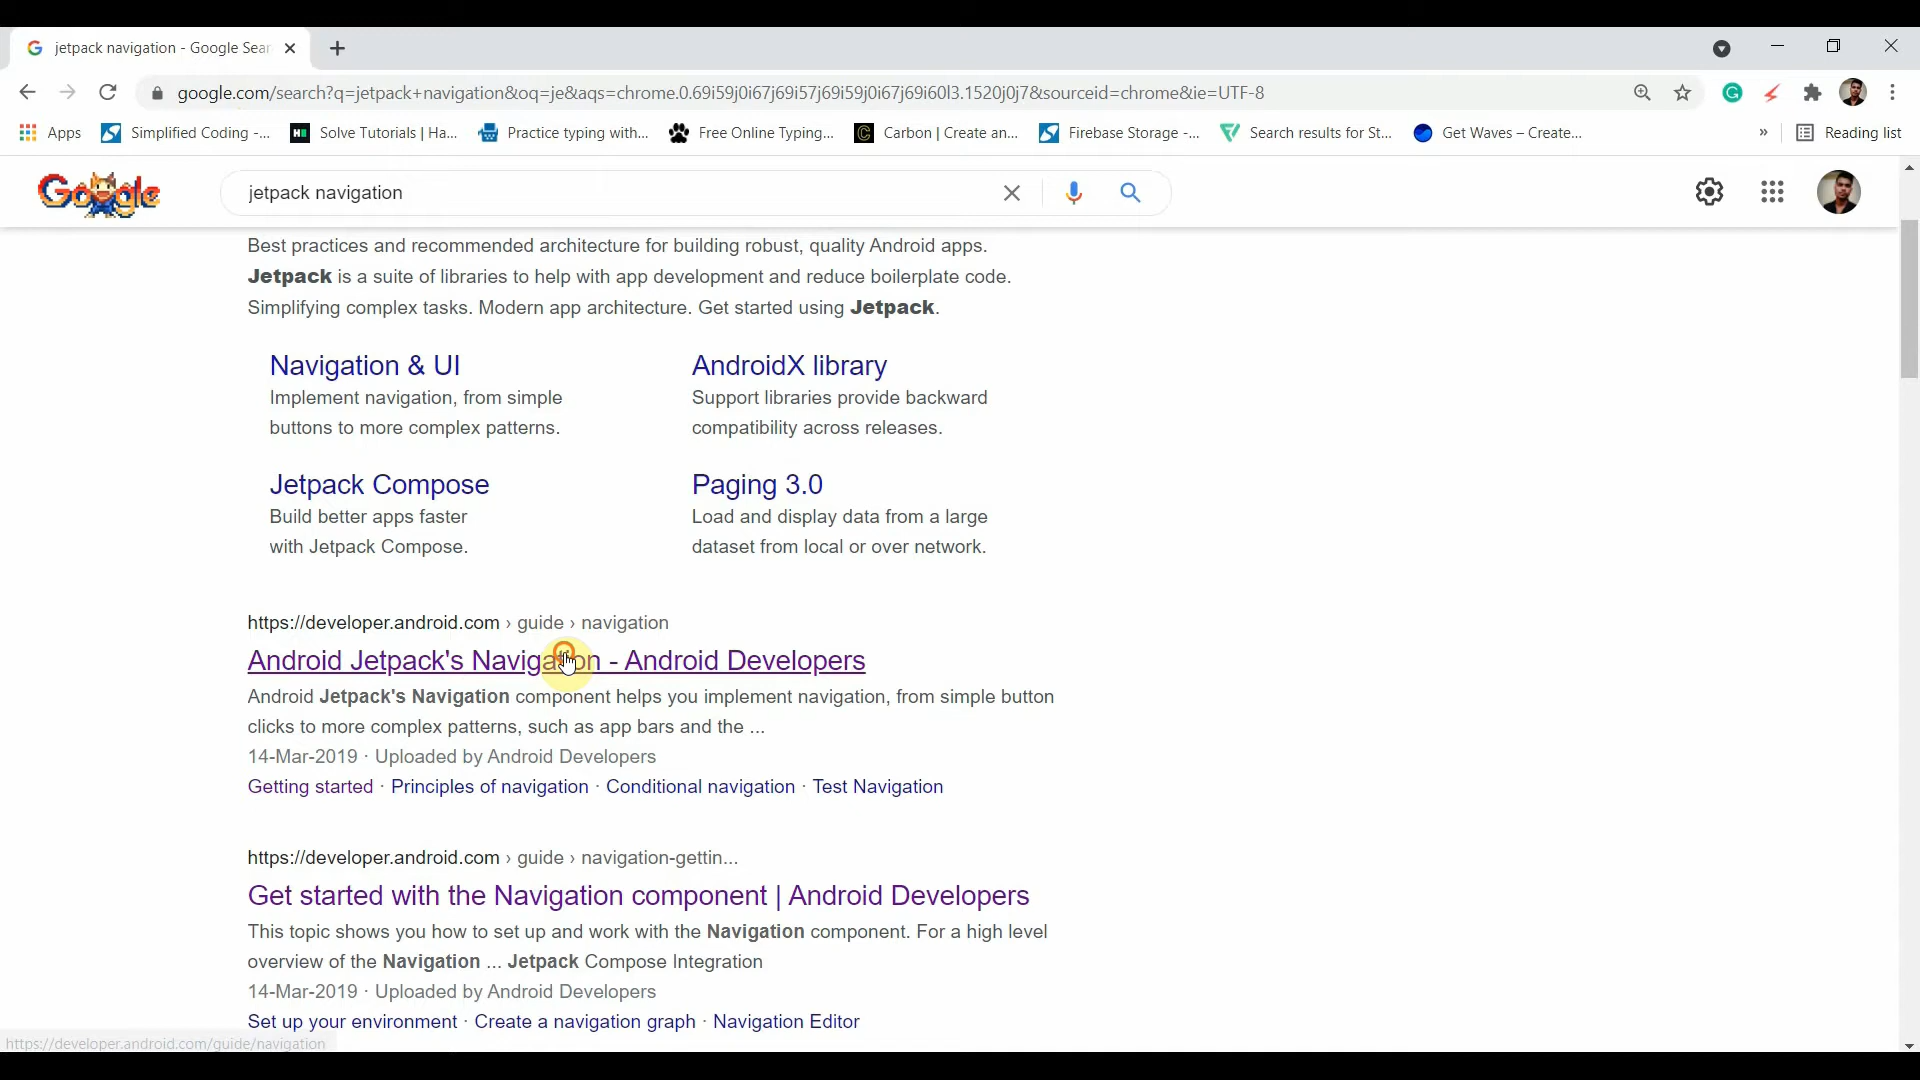 jetpack navigation - Google Sear
google.com/search?q=jetpack+navigation&oq=je&aqs=chrome.0.69i59j0i67j69i57j69i59j0i67j69i60l3.1520j0j7&sourceid=chrome&ie=UTF-8
Apps Simplified Coding -... Solve Tutorials | Ha... Practice typing with... Free Online Typing... Carbon | Create an... Firebase Storage -... Search results for St... Get Waves – Create... » Reading list
Google jetpack navigation
Best practices and recommended architecture for building robust, quality Android apps.
Jetpack is a suite of libraries to help with app development and reduce boilerplate code.
Simplifying complex tasks. Modern app architecture. Get started using Jetpack.
Navigation & UI
Implement navigation, from simple
buttons to more complex patterns.
AndroidX library
Support libraries provide backward
compatibility across releases.
Jetpack Compose
Build better apps faster
with Jetpack Compose.
Paging 3.0
Load and display data from a large
dataset from local or over network.
https://developer.android.com › guide › navigation
Android Jetpack's Navigation - Android Developers
Android Jetpack's Navigation component helps you implement navigation, from simple button
clicks to more complex patterns, such as app bars and the ...
14-Mar-2019 · Uploaded by Android Developers
Getting started · Principles of navigation · Conditional navigation · Test Navigation
https://developer.android.com › guide › navigation-gettin...
Get started with the Navigation component | Android Developers
This topic shows you how to set up and work with the Navigation component. For a high level
overview of the Navigation ... Jetpack Compose Integration
14-Mar-2019 · Uploaded by Android Developers
Set up your environment · Create a navigation graph · Navigation Editor
https://developer.android.com/guide/navigation